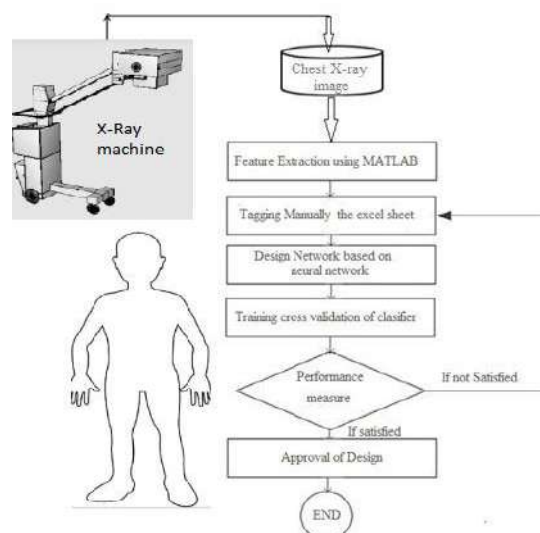 X-Ray
machine
Chest X-ray
image
Feature Extraction using MATLAB
Tagging Manually the excel sheet
Design Network based on
neural network
Training cross validation of clasifier
Performance
measure
If not Satisfied
If satisfied
Approval of Design
END